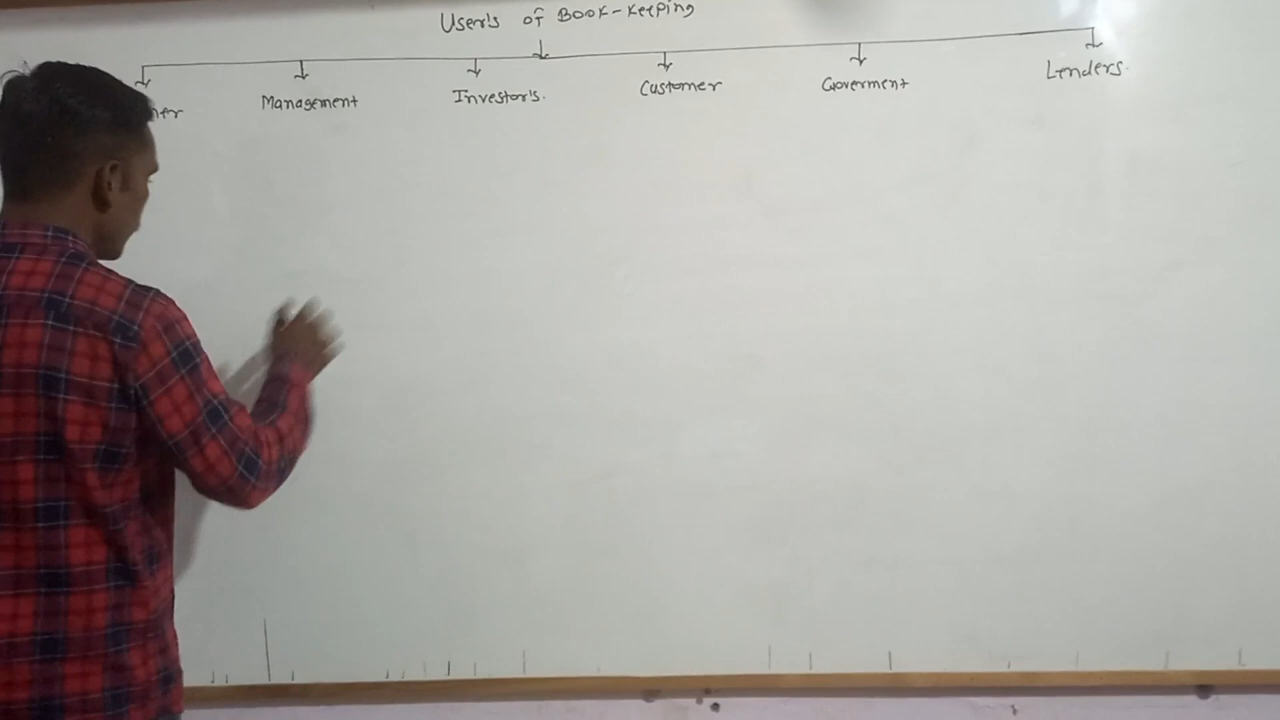 User's of Book-Keeping
Management Investor's. Customer Goverment Lenders.